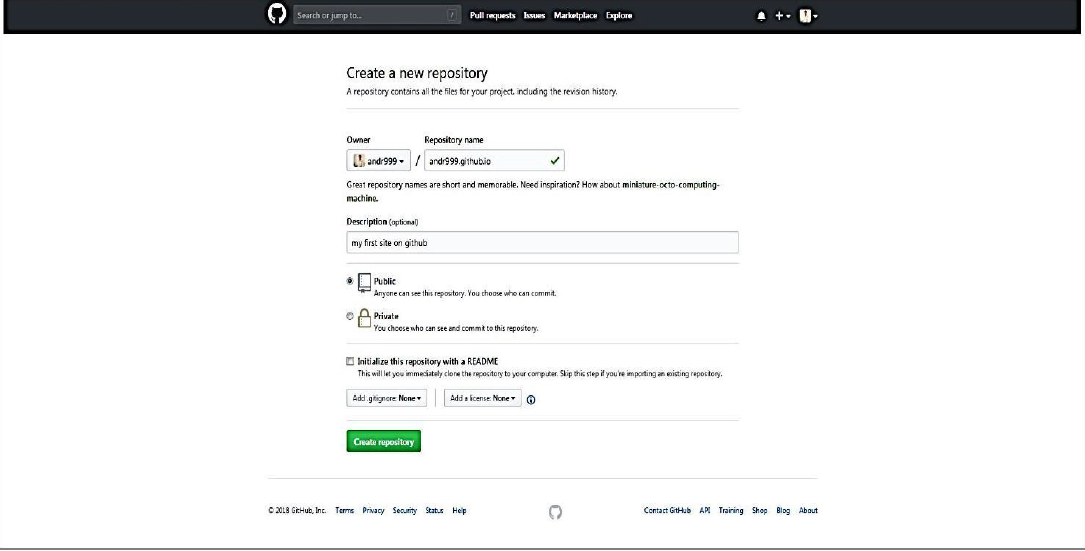 Search or jump to... / Pull requests Issues Marketplace Explore
Create a new repository
A repository contains all the files for your project, including the revision history.
Owner Repository name
andr999 / andr999.github.io
Great repository names are short and memorable. Need inspiration? How about miniature-octo-computing-
machine.
Description (optional)
my first site on github
Public
Anyone can see this repository. You choose who can commit.
Private
You choose who can see and commit to this repository.
Initialize this repository with a README
This will let you immediately clone the repository to your computer. Skip this step if you're importing an existing repository.
Add .gitignore: None Add a license: None
Create repository
© 2018 GitHub, Inc. Terms Privacy Security Status Help Contact GitHub API Training Shop Blog About